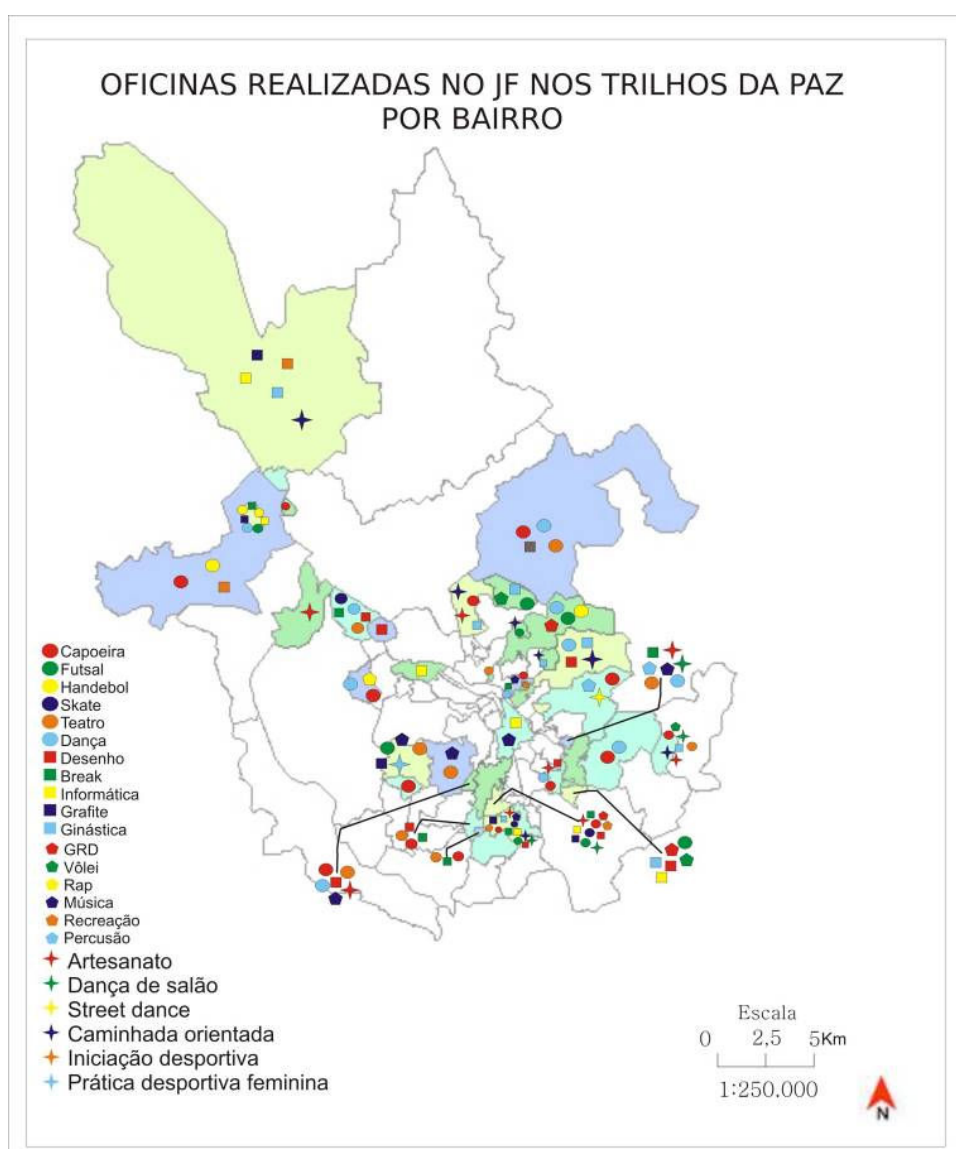 OFICINAS REALIZADAS NO JF NOS TRILHOS DA PAZ
POR BAIRRO
Capoeira
Futsal
Handebol
Skate
Teatro
Dança
Desenho
Break
Informática
Grafite
Ginástica
GRD
Vôlei
Rap
Música
Recreação
Percusão
Artesanato
Dança de salão
Street dance
Caminhada orientada
Iniciação desportiva
Prática desportiva feminina
Escala
0 2,5 5Km
1:250.000
N